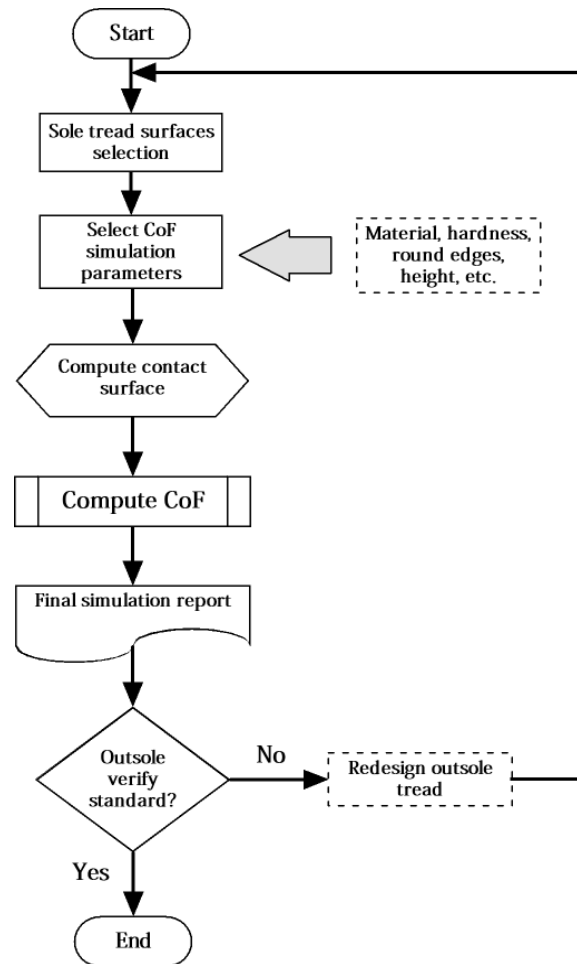 Start
Sole tread surfaces
selection
Select CoF
simulation
parameters
Material, hardness,
round edges,
height, etc.
Compute contact
surface
Compute CoF
Final simulation report
Outsole
verify
standard?
No
Redesign outsole
tread
Yes
End